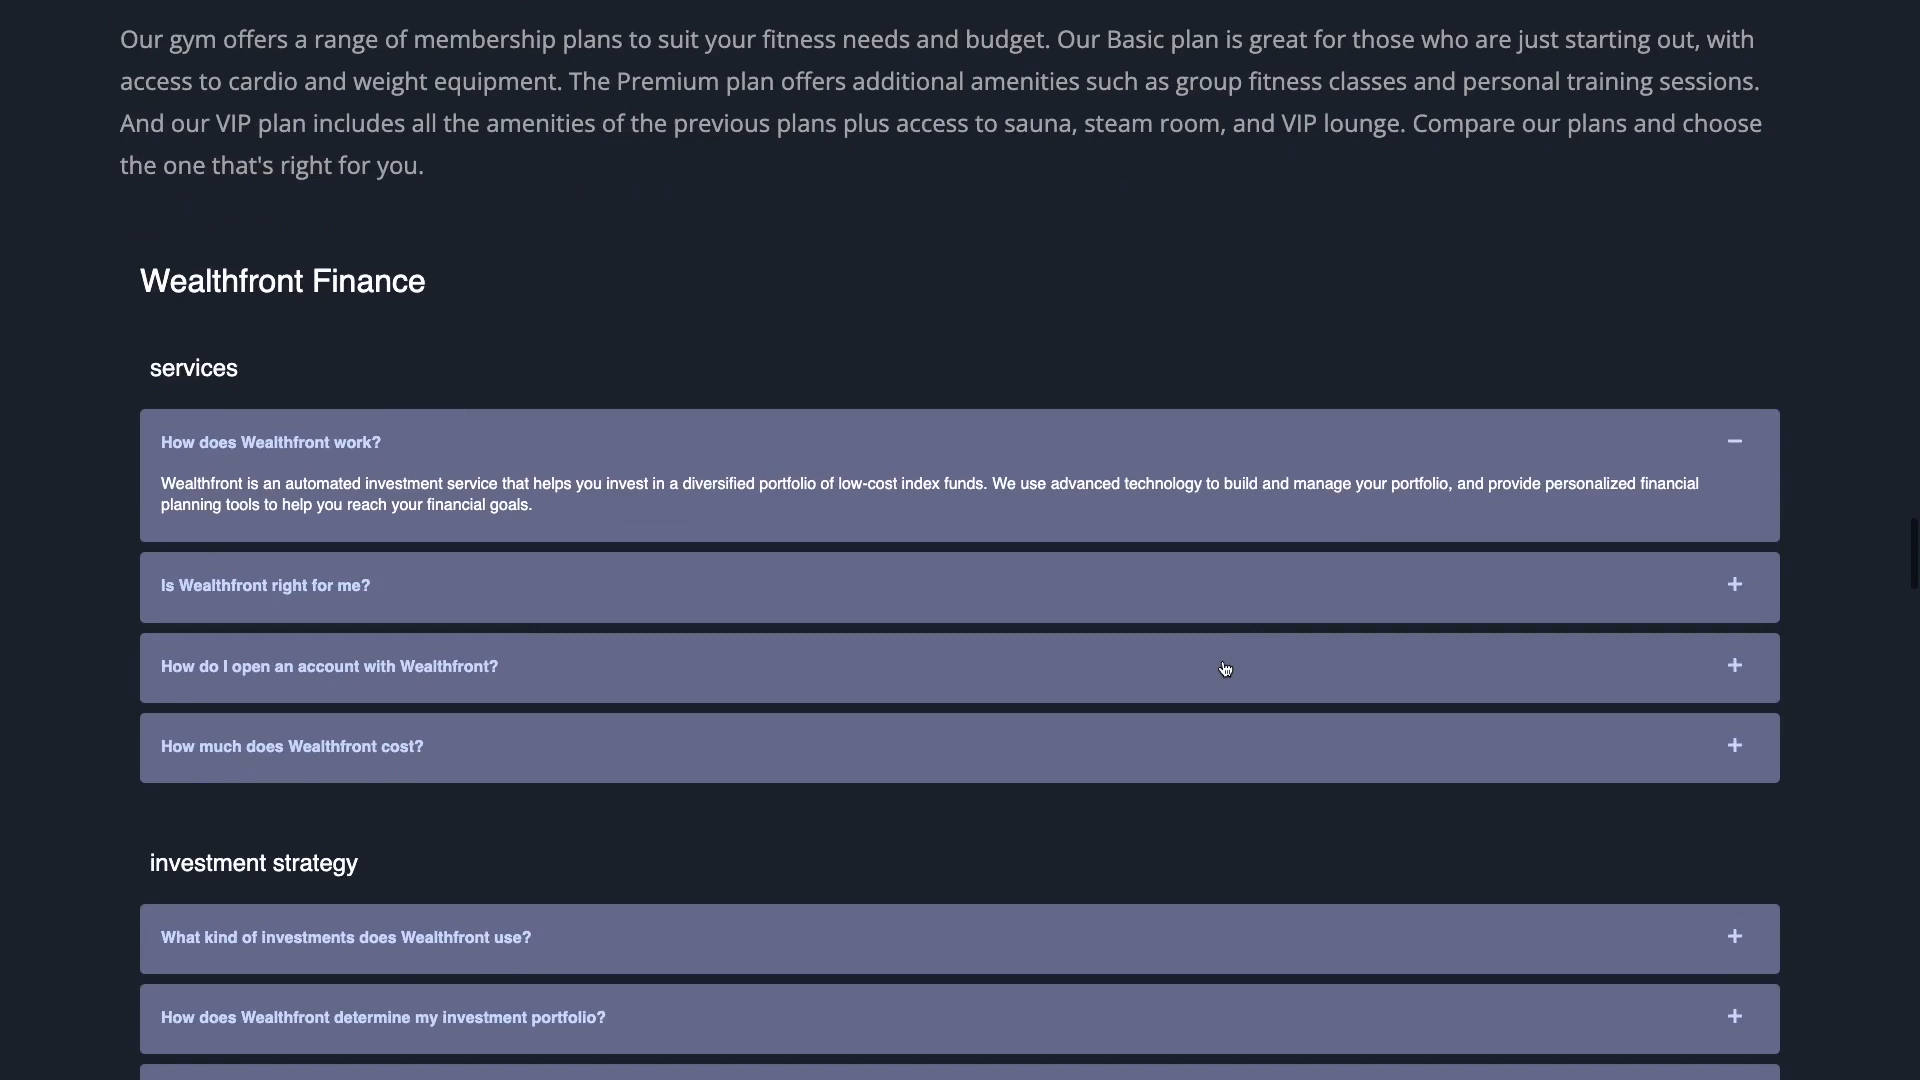 Our gym offers a range of membership plans to suit your fitness needs and budget. Our Basic plan is great for those who are just starting out, with
access to cardio and weight equipment. The Premium plan offers additional amenities such as group fitness classes and personal training sessions.
And our VIP plan includes all the amenities of the previous plans plus access to sauna, steam room, and VIP lounge. Compare our plans and choose
the one that's right for you.
Wealthfront Finance
services
How does Wealthfront work?
Wealthfront is an automated investment service that helps you invest in a diversified portfolio of low-cost index funds. We use advanced technology to build and manage your portfolio, and provide personalized financial
planning tools to help you reach your financial goals.
Is Wealthfront right for me?
How do I open an account with Wealthfront?
How much does Wealthfront cost?
investment strategy
What kind of investments does Wealthfront use?
How does Wealthfront determine my investment portfolio?